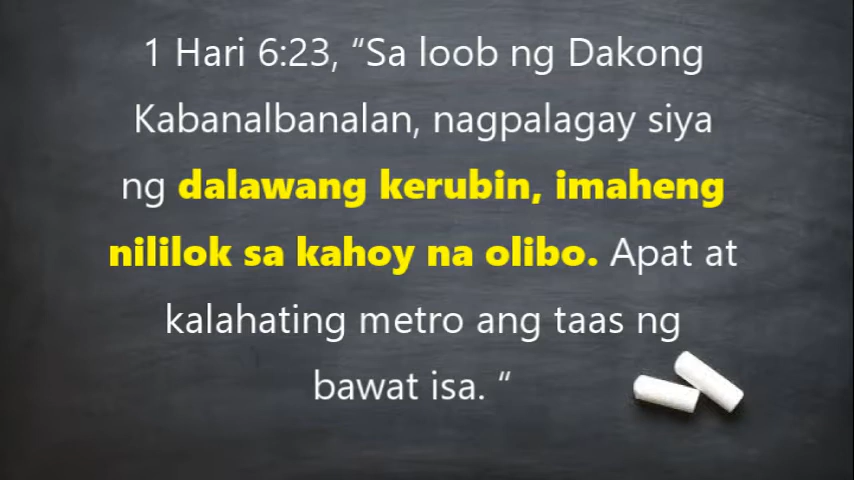 1 Hari 6:23, “Sa loob ng Dakong
Kabanalbanalan, nagpalagay siya
ng dalawang kerubin, imaheng
nililok sa kahoy na olibo. Apat at
kalahating metro ang taas ng
bawat isa. “